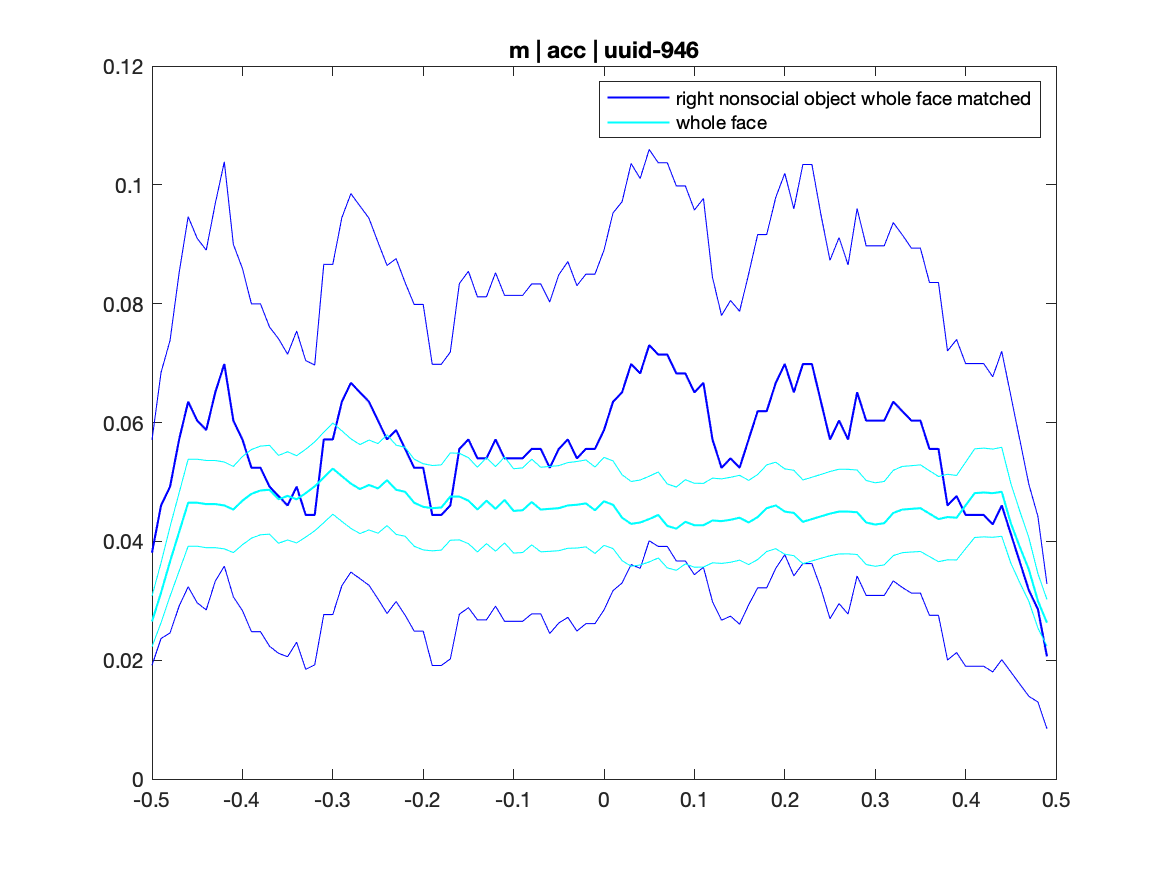 m | acc | uuid-946
right nonsocial object whole face matched
whole face
0.12
0.1
0.08
0.06
0.04
0.02
0
-0.5 -0.4 -0.3 -0.2 -0.1 0 0.1 0.2 0.3 0.4 0.5